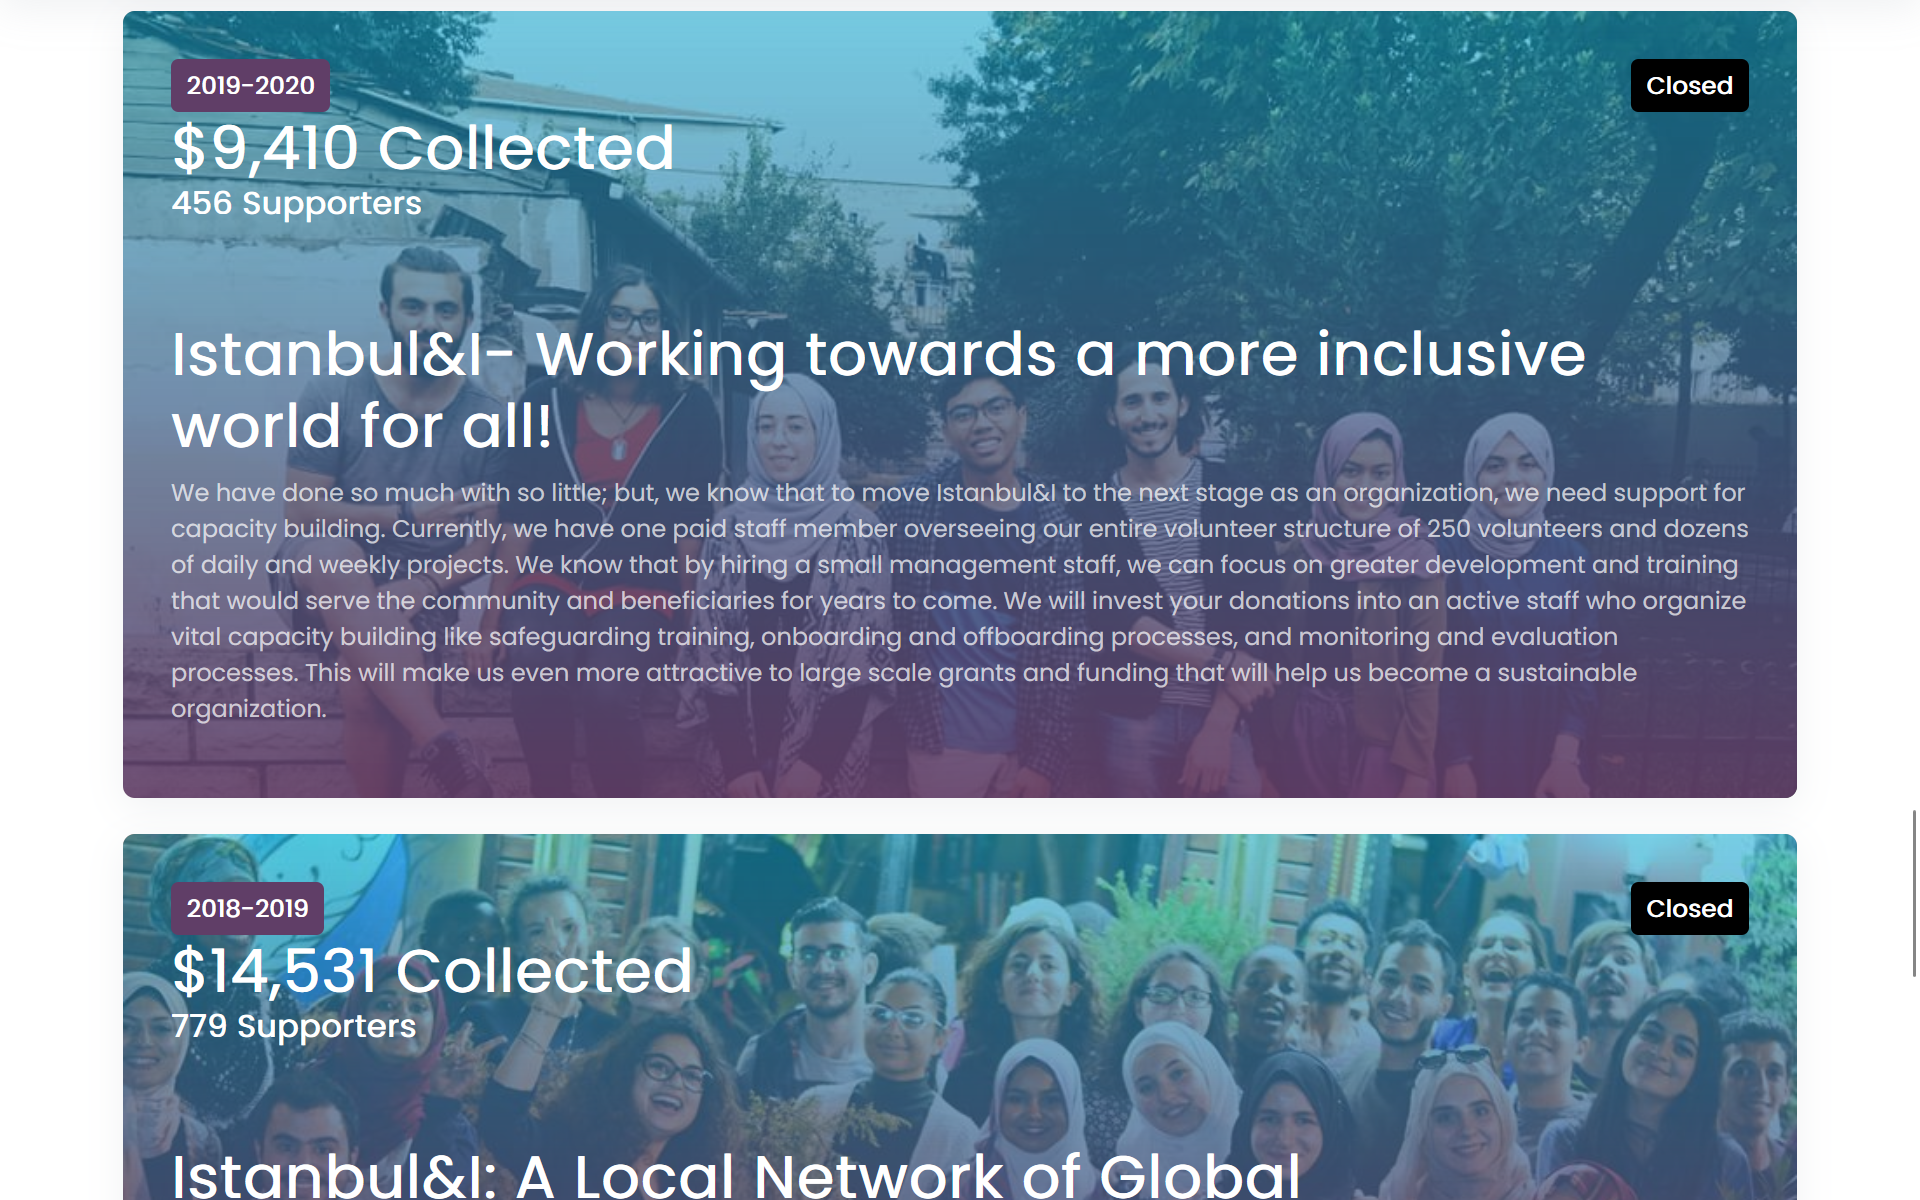 2019-2020
Closed
$9,410 Collected
456 Supporters
Istanbul&I- Working towards a more inclusive
world for all!
We have done so much with so little; but, we know that to move Istanbul&I to the next stage as an organization, we need support for
capacity building. Currently, we have one paid staff member overseeing our entire volunteer structure of 250 volunteers and dozens
of daily and weekly projects. We know that by hiring a small management staff, we can focus on greater development and training
that would serve the community and beneficiaries for years to come. We will invest your donations into an active staff who organize
vital capacity building like safeguarding training, onboarding and offboarding processes, and monitoring and evaluation
processes. This will make us even more attractive to large scale grants and funding that will help us become a sustainable
organization.
2018-2019
Closed
$14,531 Collected
779 Supporters
Istanbul&I: A Local Network of Global